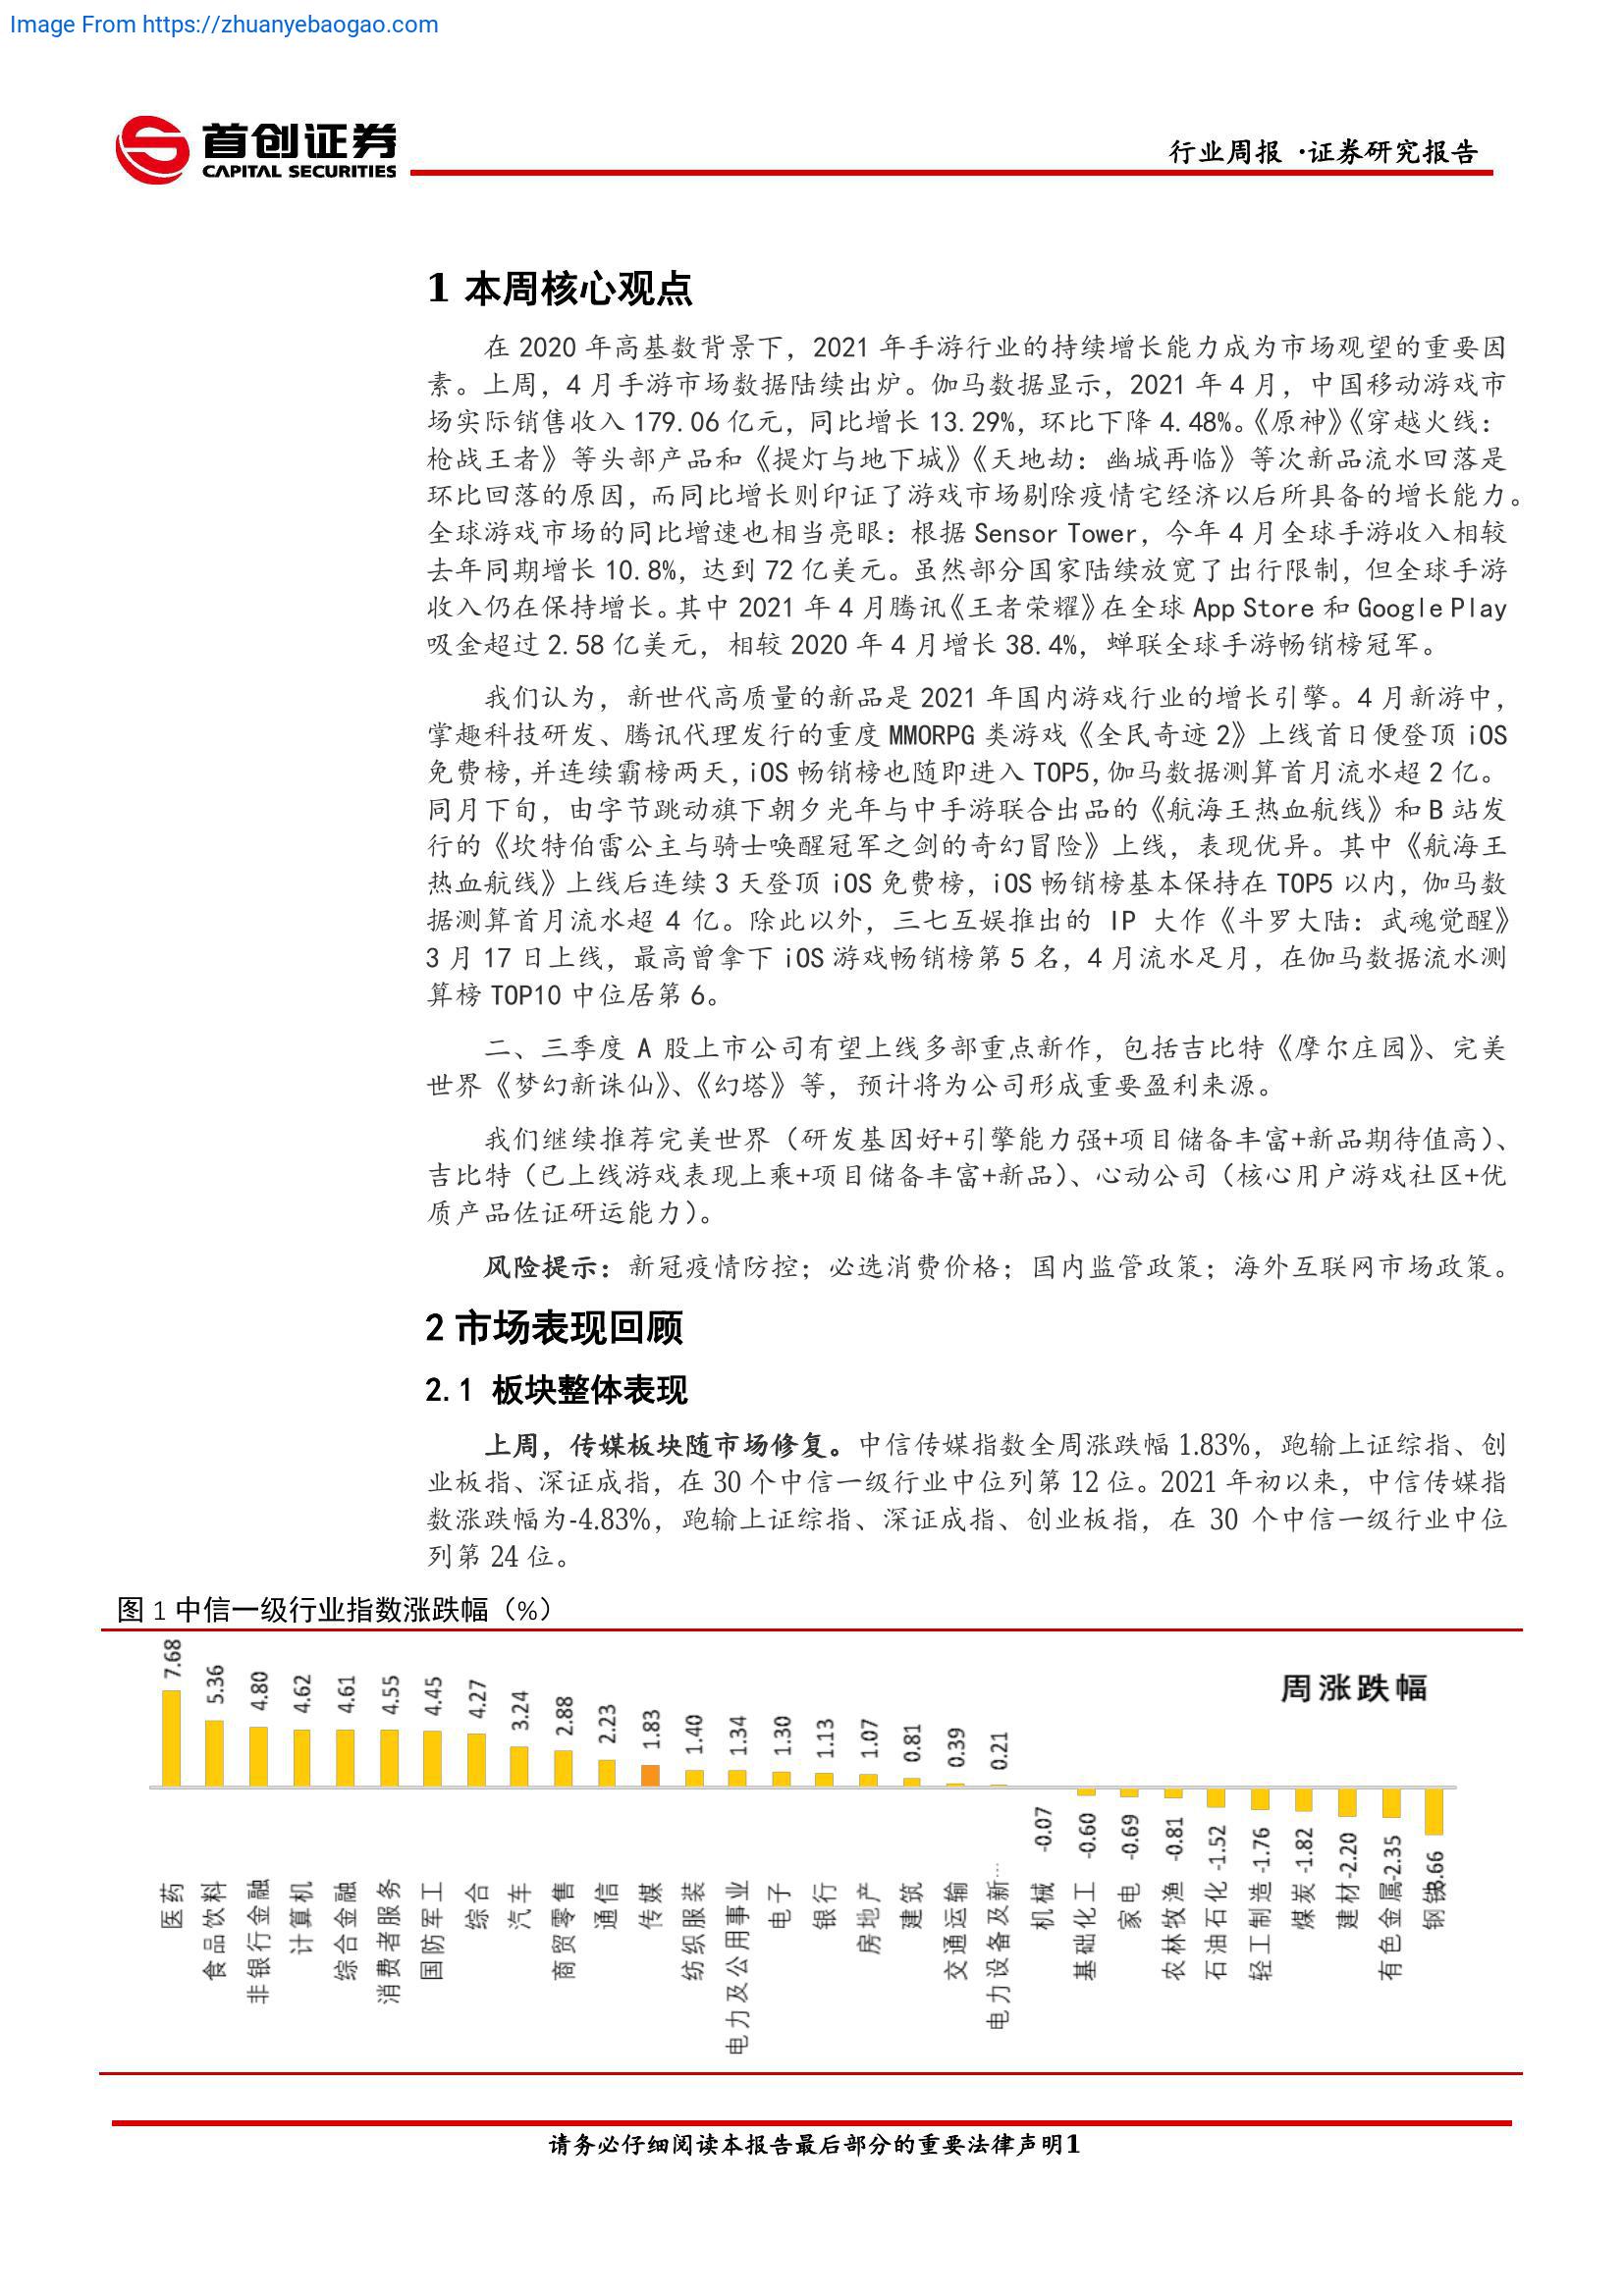 Image From https://zhuanyebaogao.com
首创证券
CAPITAL SECURITIES
行业周报 ·证券研究报告
1 本周核心观点
在 2020 年高基数背景下，2021 年手游行业的持续增长能力成为市场观望的重要因
素。上周，4 月手游市场数据陆续出炉。伽马数据显示，2021 年 4 月，中国移动游戏市
场实际销售收入 179.06 亿元，同比增长 13.29%，环比下降 4.48%。《原神》《穿越火线：
枪战王者》等头部产品和《提灯与地下城》《天地劫：幽城再临》等次新品流水回落是
环比回落的原因，而同比增长则印证了游戏市场剔除疫情宅经济以后所具备的增长能力。
全球游戏市场的同比增速也相当亮眼：根据 Sensor Tower，今年 4 月全球手游收入相较
去年同期增长 10.8%，达到 72 亿美元。虽然部分国家陆续放宽了出行限制，但全球手游
收入仍在保持增长。其中 2021 年 4 月腾讯《王者荣耀》在全球 App Store 和 Google Play
吸金超过 2.58 亿美元，相较 2020 年 4 月增长 38.4%，蝉联全球手游畅销榜冠军。
我们认为，新世代高质量的新品是 2021 年国内游戏行业的增长引擎。4 月新游中，
掌趣科技研发、腾讯代理发行的重度 MMORPG 类游戏《全民奇迹 2》上线首日便登顶 iOS
免费榜，并连续霸榜两天，iOS 畅销榜也随即进入 TOP5，伽马数据测算首月流水超 2 亿。
同月下旬，由字节跳动旗下朝夕光年与中手游联合出品的《航海王热血航线》和 B 站发
行的《坎特伯雷公主与骑士唤醒冠军之剑的奇幻冒险》上线，表现优异。其中《航海王
热血航线》上线后连续 3 天登顶 iOS 免费榜，iOS 畅销榜基本保持在 TOP5 以内，伽马数
据测算首月流水超 4 亿。除此以外，三七互娱推出的 IP 大作《斗罗大陆：武魂觉醒》
3 月 17 日上线，最高曾拿下 iOS 游戏畅销榜第 5 名，4 月流水足月，在伽马数据流水测
算榜 TOP10 中位居第 6。
二、三季度 A 股上市公司有望上线多部重点新作，包括吉比特《摩尔庄园》、完美
世界《梦幻新诛仙》、《幻塔》等，预计将为公司形成重要盈利来源。
我们继续推荐完美世界（研发基因好+引擎能力强+项目储备丰富+新品期待值高）、
吉比特（已上线游戏表现上乘+项目储备丰富+新品）、心动公司（核心用户游戏社区+优
质产品佐证研运能力）。
风险提示：新冠疫情防控；必选消费价格；国内监管政策；海外互联网市场政策。
2 市场表现回顾
2.1 板块整体表现
上周，传媒板块随市场修复。中信传媒指数全周涨跌幅 1.83%，跑输上证综指、创
业板指、深证成指，在 30 个中信一级行业中位列第 12 位。2021 年初以来，中信传媒指
数涨跌幅为-4.83%，跑输上证综指、深证成指、创业板指，在 30 个中信一级行业中位
列第 24 位。
图 1 中信一级行业指数涨跌幅（%）
周涨跌幅
7.68 5.36 4.80 4.62 4.61 4.55 4.45 4.27 3.24 2.88 2.23 1.83 1.40 1.34 1.30 1.13 1.07 0.81 0.39 0.21
-0.07 -0.60 -0.69 -0.81 -1.52 -1.76 -1.82 -2.20 -2.35
医药 食品饮料 非银行金融 计算机 综合金融 消费者服务 国防军工 综合 汽车 商贸零售 通信 传媒 纺织服装 电力及公用事业 电子 银行 房地产 建筑 交通运输 电力设备及新… 机械 基础化工 家电 农林牧渔 石油石化 轻工制造 煤炭 建材 有色金属 钢铁
请务必仔细阅读本报告最后部分的重要法律声明1